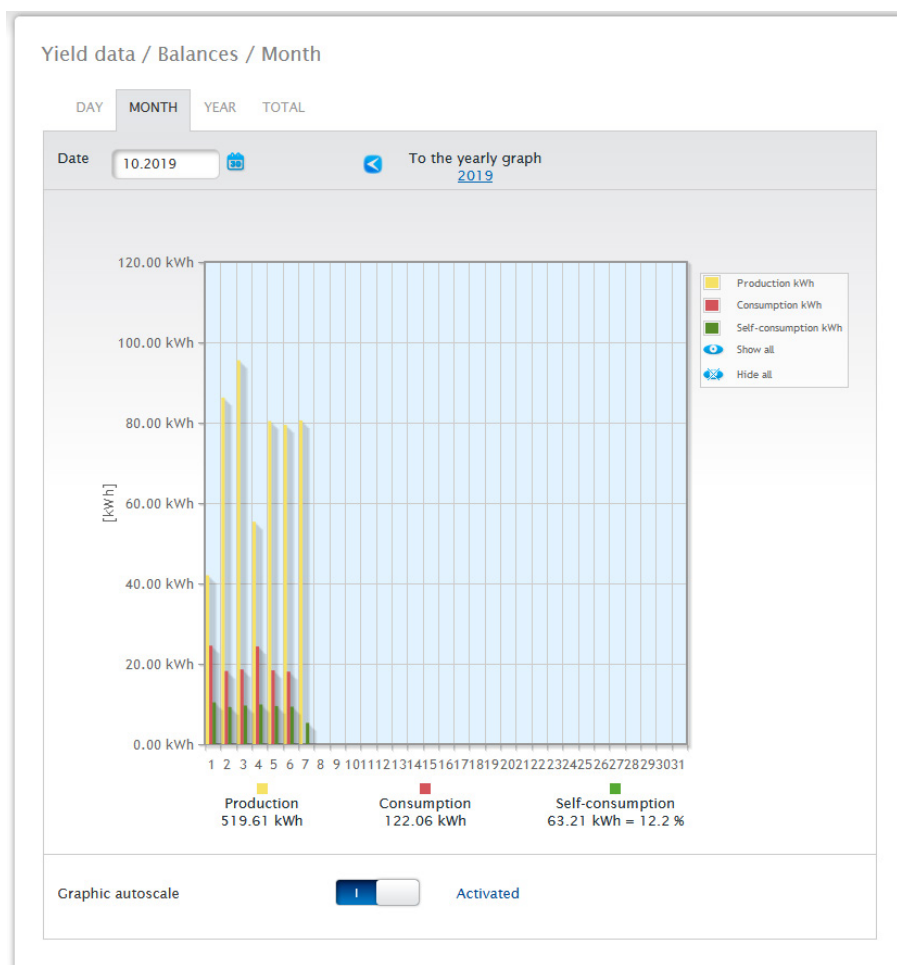 Yield data / Balances / Month
DAY MONTH YEAR TOTAL
Date 10.2019 30 To the yearly graph
2019
120.00 kWh
100.00 kWh
80.00 kWh
60.00 kWh
40.00 kWh
20.00 kWh
0.00 kWh
[kWh]
1 2 3 4 5 6 7 8 9 10 11 12 13 14 15 16 17 18 19 20 21 22 23 24 25 26 27 28 29 30 31
Production kWh
Consumption kWh
Self-consumption kWh
Show all
Hide all
Production Consumption Self-consumption
519.61 kWh 122.06 kWh 63.21 kWh = 12.2 %
Graphic autoscale I Activated